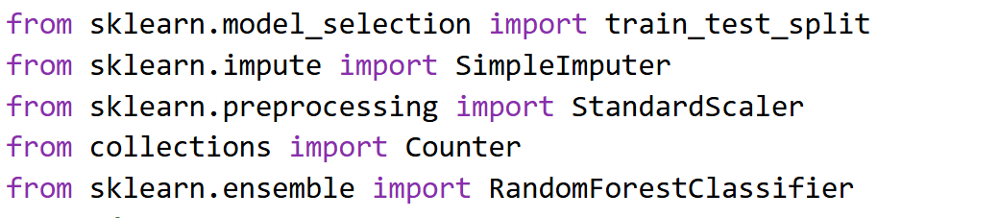 from sklearn.model_selection import train_test_split
from sklearn.impute import SimpleImputer
from sklearn.preprocessing import StandardScaler
from collections import Counter
from sklearn.ensemble import RandomForestClassifier